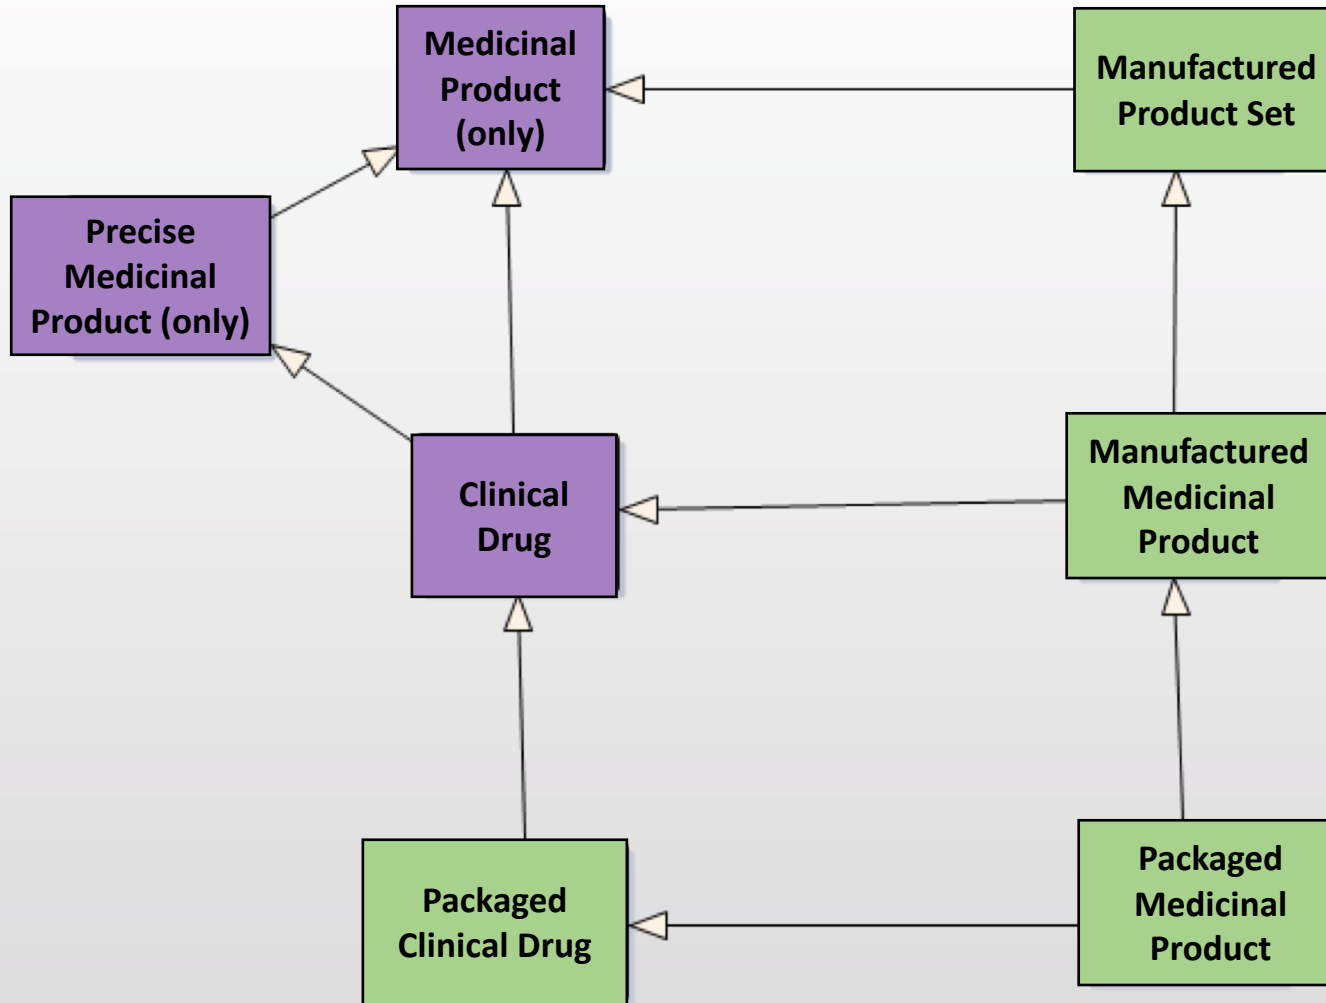 Medicinal
Product
(only)
Manufactured
Product Set
Precise
Medicinal
Product (only)
Clinical
Drug
Manufactured
Medicinal
Product
Packaged
Clinical Drug
Packaged
Medicinal
Product